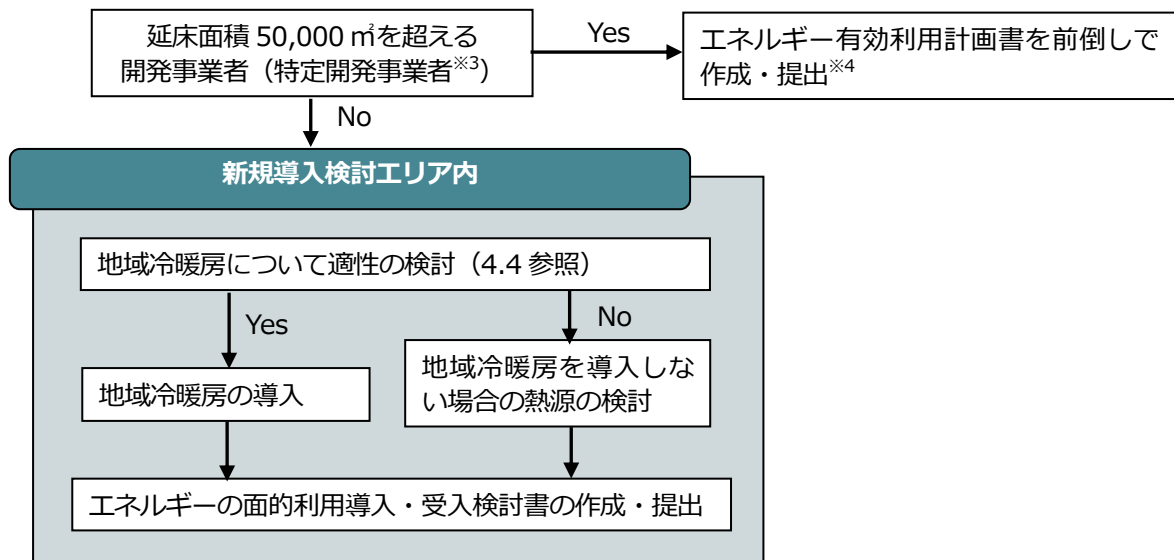 延床面積 50,000 ㎡を超える
開発事業者（特定開発事業者※3）
Yes
エネルギー有効利用計画書を前倒しで
作成・提出※4
No
新規導入検討エリア内
地域冷暖房について適性の検討（4.4 参照）
Yes
No
地域冷暖房の導入
地域冷暖房を導入しな
い場合の熱源の検討
エネルギーの面的利用導入・受入検討書の作成・提出